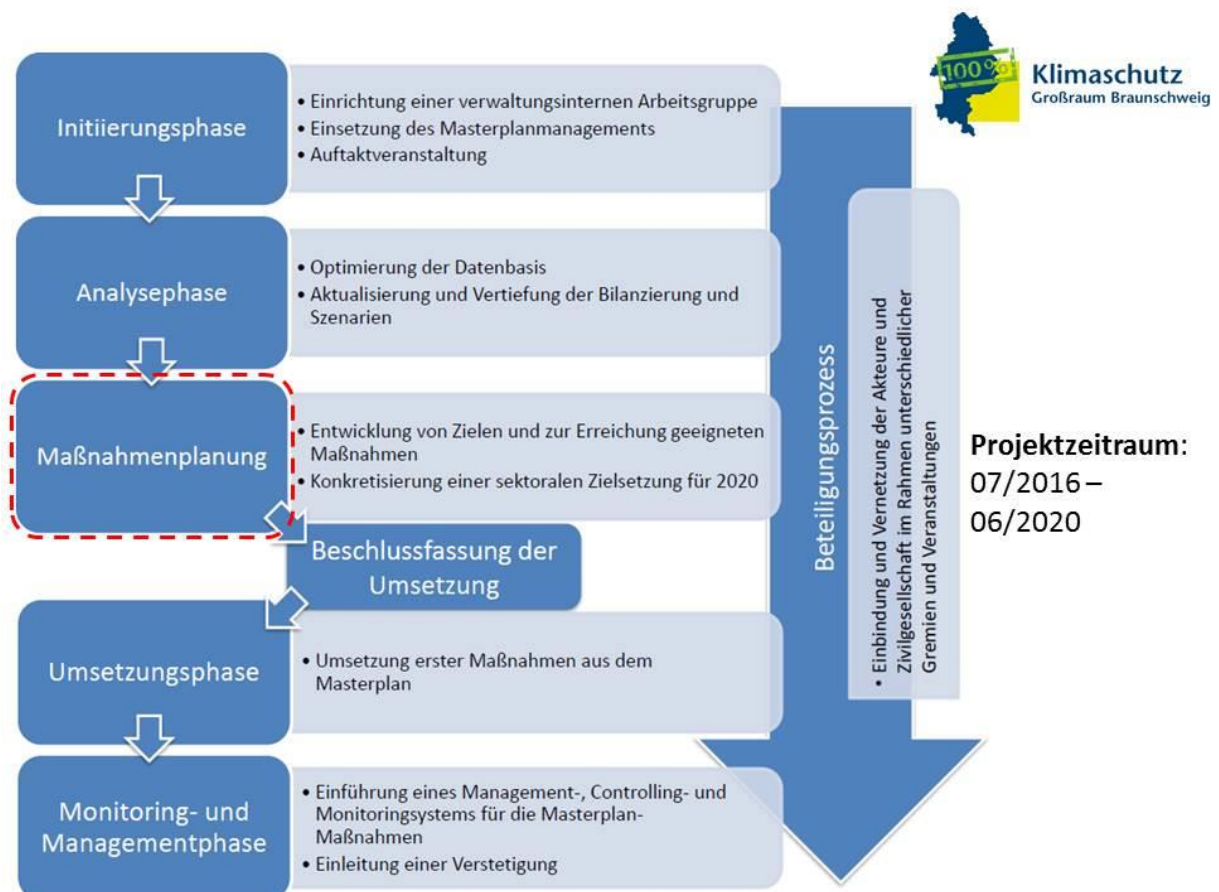 100%
Klimaschutz
Großraum Braunschweig
Initiierungsphase
• Einrichtung einer verwaltungsinternen Arbeitsgruppe
• Einsetzung des Masterplanmanagements
• Auftaktveranstaltung
Analysephase
• Optimierung der Datenbasis
• Aktualisierung und Vertiefung der Bilanzierung und
Szenarien
Maßnahmenplanung
• Entwicklung von Zielen und zur Erreichung geeigneten
Maßnahmen
• Konkretisierung einer sektoralen Zielsetzung für 2020
Beschlussfassung der
Umsetzung
Umsetzungsphase
• Umsetzung erster Maßnahmen aus dem
Masterplan
Monitoring- und
Managementphase
• Einführung eines Management-, Controlling- und
Monitoringsystems für die Masterplan-
Maßnahmen
• Einleitung einer Verstetigung
Beteiligungsprozess
• Einbindung und Vernetzung der Akteure und
Zivilgesellschaft im Rahmen unterschiedlicher
Gremien und Veranstaltungen
Projektzeitraum:
07/2016 –
06/2020